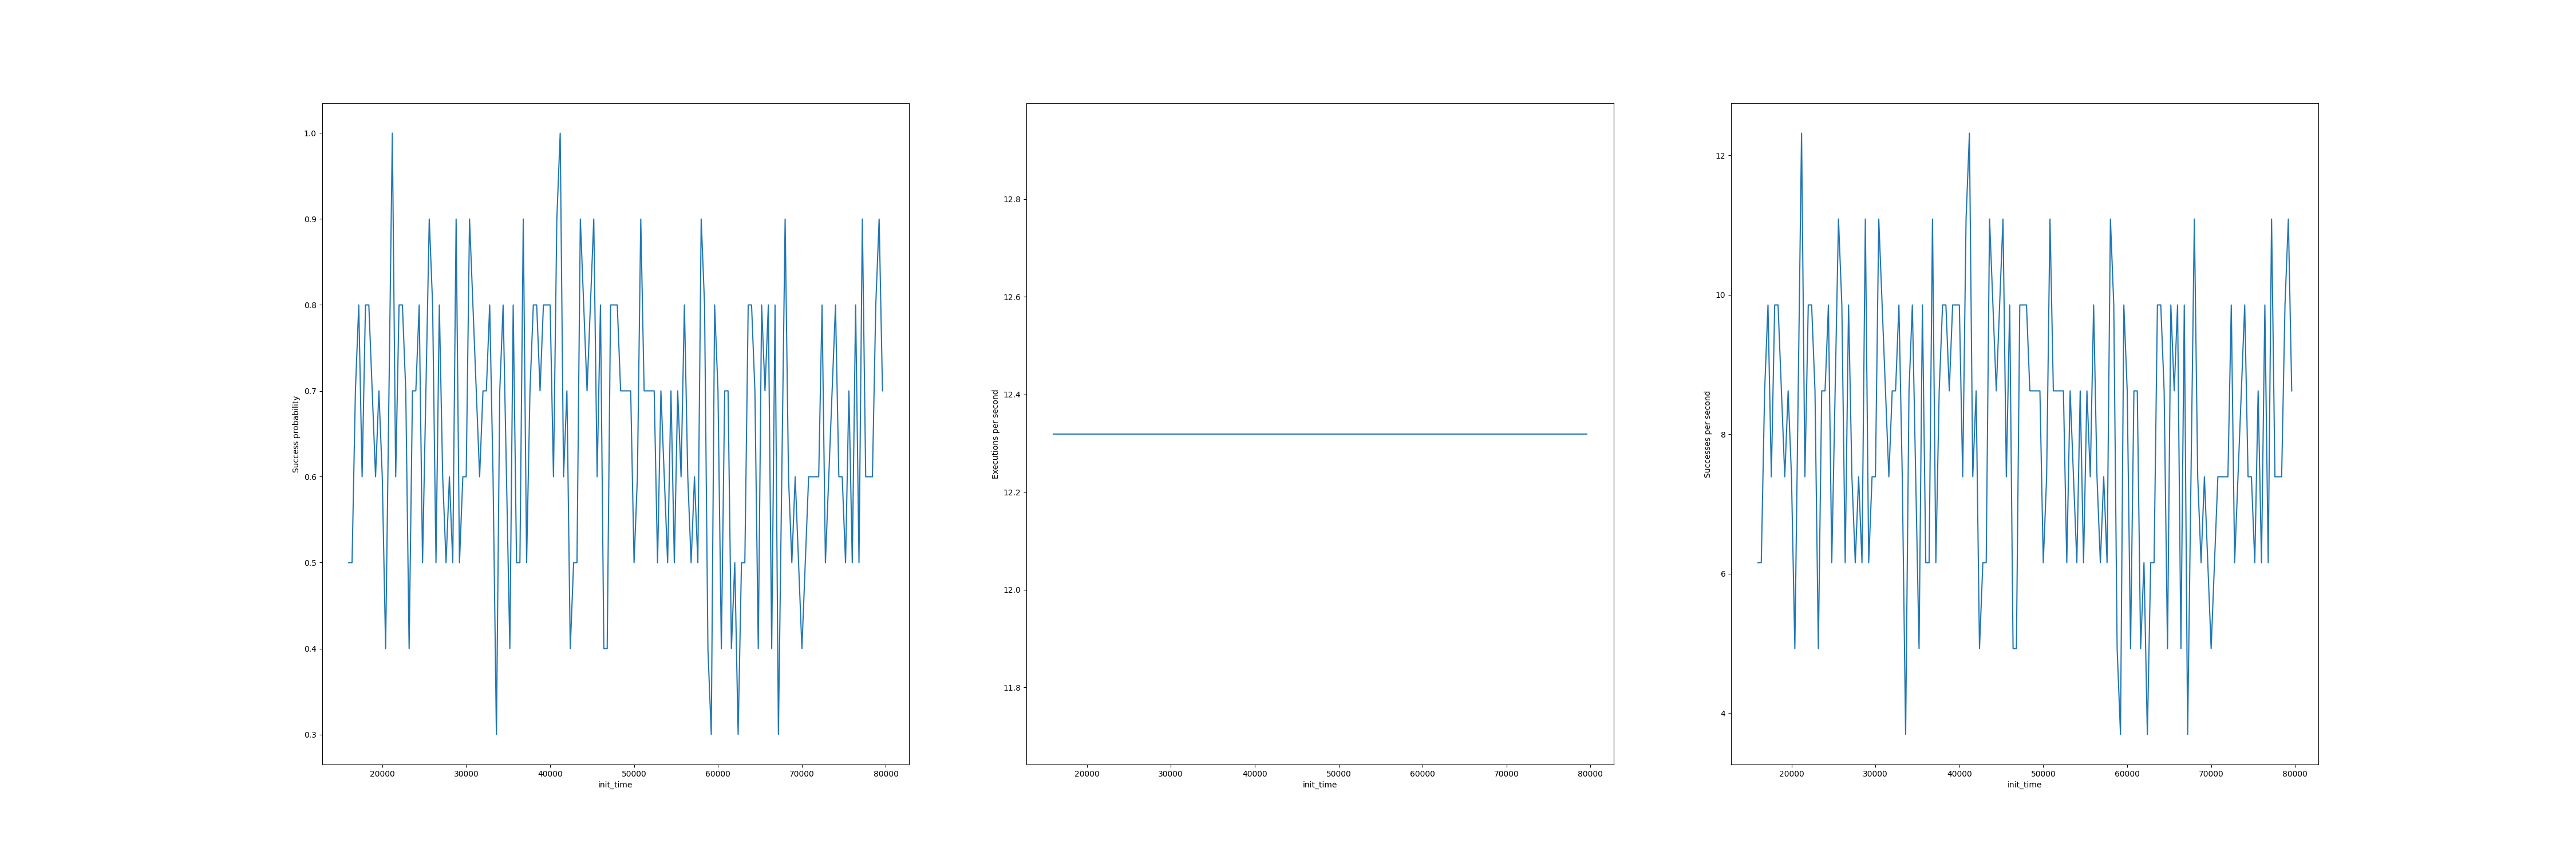 1.0
0.9
0.8
0.7
0.6
0.5
0.4
0.3
Success probability
20000 30000 40000 50000 60000 70000 80000
init_time
12.8
12.6
12.4
12.2
12.0
11.8
Executions per second
20000 30000 40000 50000 60000 70000 80000
init_time
12
10
8
6
4
Successes per second
20000 30000 40000 50000 60000 70000 80000
init_time